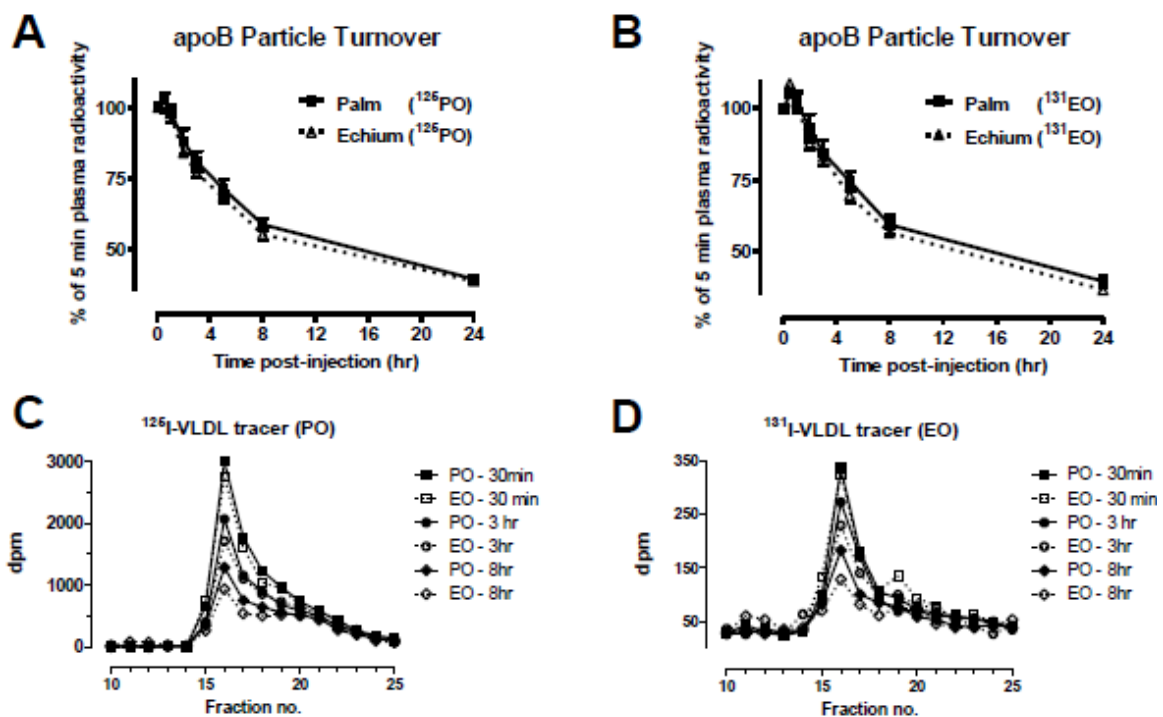 A
apoB Particle Turnover
% of 5 min plasma radioactivity
100
75
50
Palm (¹²⁵PO)
Echium (¹²⁵PO)
0 4 8 12 16 20 24
Time post-injection (hr)
B
apoB Particle Turnover
% of 5 min plasma radioactivity
100
75
50
Palm (¹³¹EO)
Echium (¹³¹EO)
0 4 8 12 16 20 24
Time post-injection (hr)
C
¹²⁵I-VLDL tracer (PO)
dpm
3000
2000
1000
0
PO - 30min
EO - 30 min
PO - 3 hr
EO - 3hr
PO - 8hr
EO - 8hr
10 15 20 25
Fraction no.
D
¹³¹I-VLDL tracer (EO)
dpm
350
250
150
50
PO - 30min
EO - 30 min
PO - 3 hr
EO - 3hr
PO - 8hr
EO - 8hr
10 15 20 25
Fraction no.